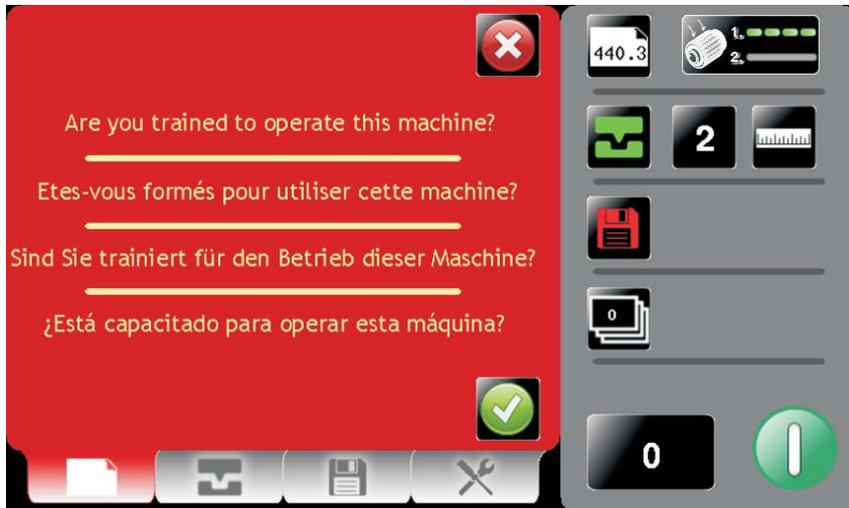 Are you trained to operate this machine?
Etes-vous formés pour utiliser cette machine?
Sind Sie trainiert für den Betrieb dieser Maschine?
¿Está capacitado para operar esta máquina?
440.3
1.
2.
2
0
0